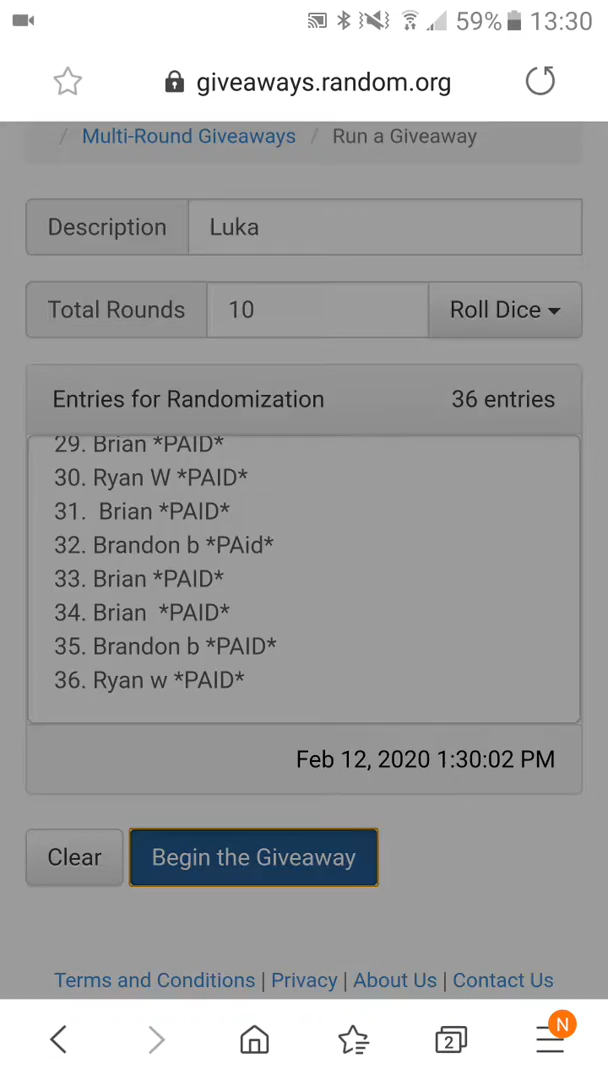 59% 13:30
giveaways.random.org
/ Multi-Round Giveaways / Run a Giveaway
Description Luka
Total Rounds 10 Roll Dice
Entries for Randomization 36 entries
29. Brian *PAID*
30. Ryan W *PAID*
31.  Brian *PAID*
32. Brandon b *PAid*
33. Brian *PAID*
34. Brian  *PAID*
35. Brandon b *PAID*
36. Ryan w *PAID*
Feb 12, 2020 1:30:02 PM
Clear Begin the Giveaway
Terms and Conditions | Privacy | About Us | Contact Us
N
2